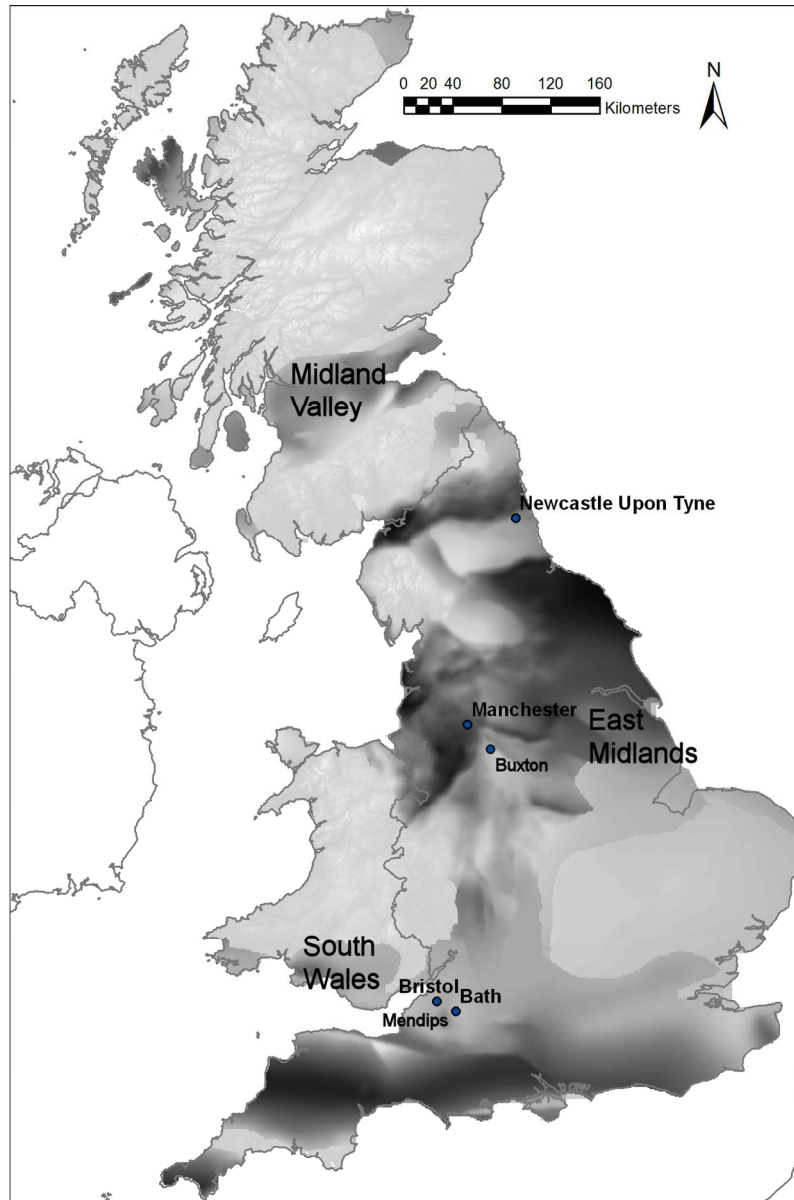 0 20 40 80 120 160
Kilometers
N
Midland
Valley
Newcastle Upon Tyne
Manchester
East
Midlands
Buxton
South
Wales
Bristol
Bath
Mendips